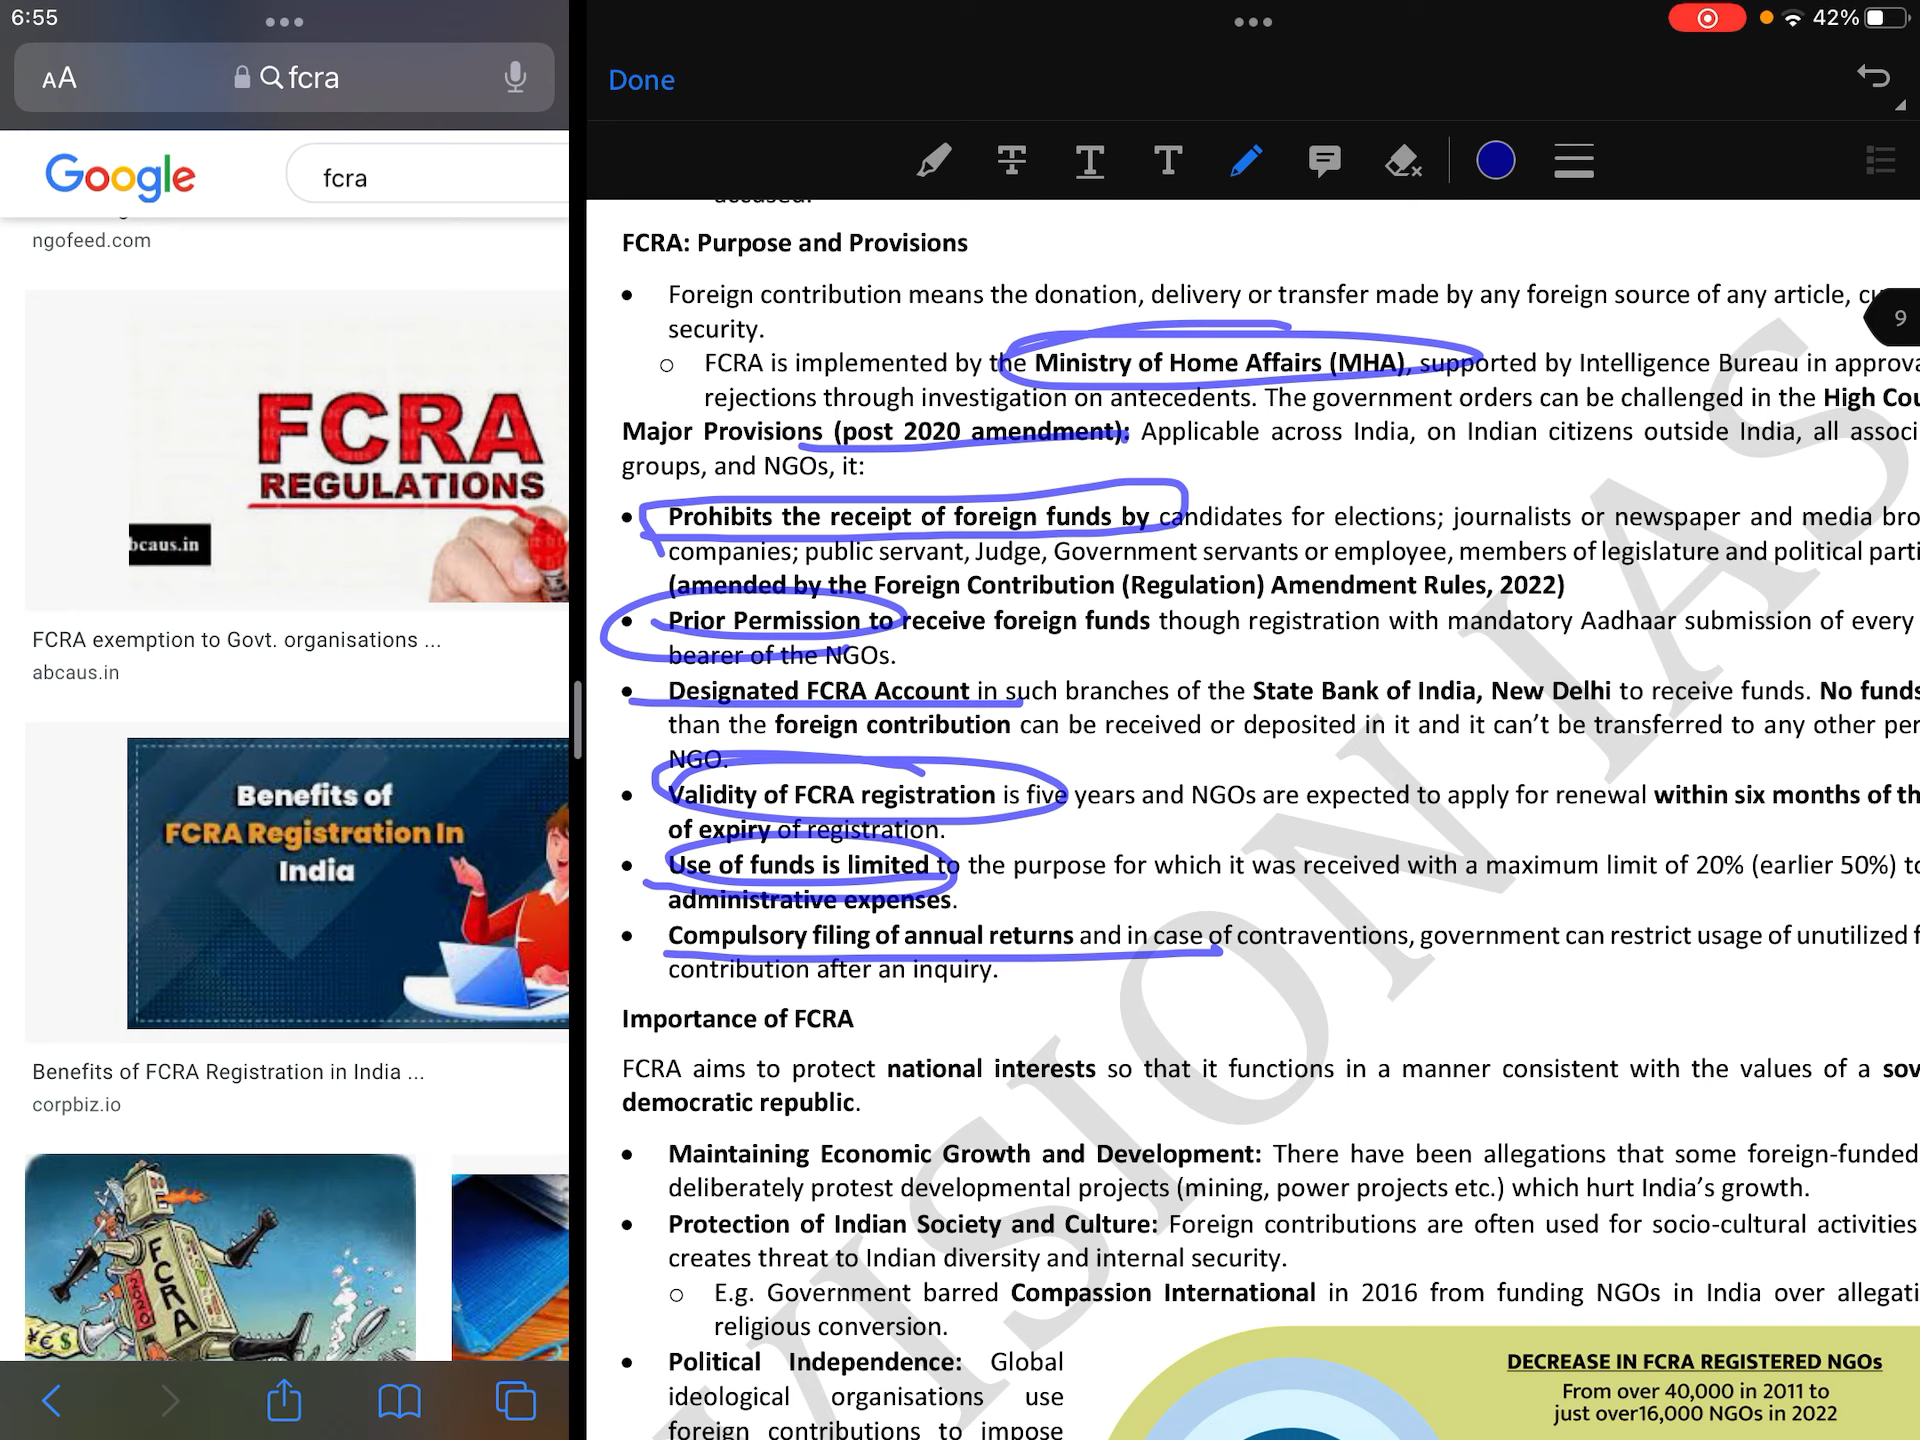 6:55
42%
AA
fcra
Done
Google
fcra
ngofeed.com
FCRA
REGULATIONS
bcaus.in
FCRA exemption to Govt. organisations ...
abcaus.in
Benefits of
FCRA Registration In
India
Benefits of FCRA Registration in India ...
corpbiz.io
FCRA
2020
¥€$
accused.
9
FCRA: Purpose and Provisions
• Foreign contribution means the donation, delivery or transfer made by any foreign source of any article,
security.
o FCRA is implemented by the Ministry of Home Affairs (MHA), supported by Intelligence Bureau in approva
rejections through investigation on antecedents. The government orders can be challenged in the High Cou
Major Provisions (post 2020 amendment): Applicable across India, on Indian citizens outside India, all associ
groups, and NGOs, it:
• Prohibits the receipt of foreign funds by candidates for elections; journalists or newspaper and media bro
companies; public servant, Judge, Government servants or employee, members of legislature and political parti
(amended by the Foreign Contribution (Regulation) Amendment Rules, 2022)
• Prior Permission to receive foreign funds though registration with mandatory Aadhaar submission of every
bearer of the NGOs.
• Designated FCRA Account in such branches of the State Bank of India, New Delhi to receive funds. No funds
than the foreign contribution can be received or deposited in it and it can't be transferred to any other per
NGO.
• Validity of FCRA registration is five years and NGOs are expected to apply for renewal within six months of th
of expiry of registration.
• Use of funds is limited to the purpose for which it was received with a maximum limit of 20% (earlier 50%) to
administrative expenses.
• Compulsory filing of annual returns and in case of contraventions, government can restrict usage of unutilized f
contribution after an inquiry.
Importance of FCRA
FCRA aims to protect national interests so that it functions in a manner consistent with the values of a sov
democratic republic.
• Maintaining Economic Growth and Development: There have been allegations that some foreign-funded
deliberately protest developmental projects (mining, power projects etc.) which hurt India's growth.
• Protection of Indian Society and Culture: Foreign contributions are often used for socio-cultural activities
creates threat to Indian diversity and internal security.
o E.g. Government barred Compassion International in 2016 from funding NGOs in India over allegati
religious conversion.
• Political Independence: Global
ideological organisations use
foreign contributions to impose
DECREASE IN FCRA REGISTERED NGOs
From over 40,000 in 2011 to
just over16,000 NGOs in 2022
VISION IAS